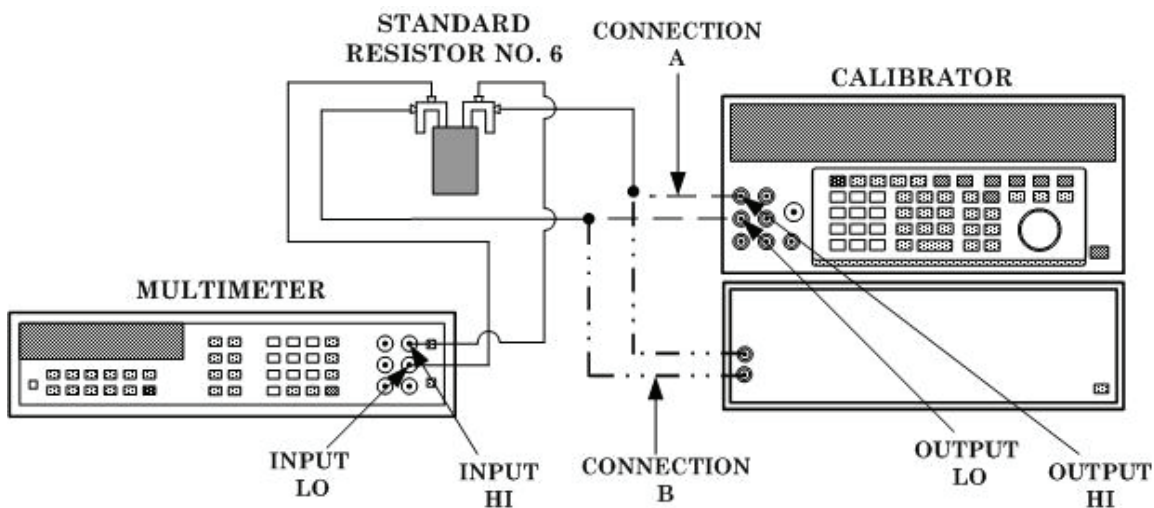 STANDARD
RESISTOR NO. 6
CONNECTION
A
CALIBRATOR
MULTIMETER
INPUT
LO
INPUT
HI
CONNECTION
B
OUTPUT
LO
OUTPUT
HI